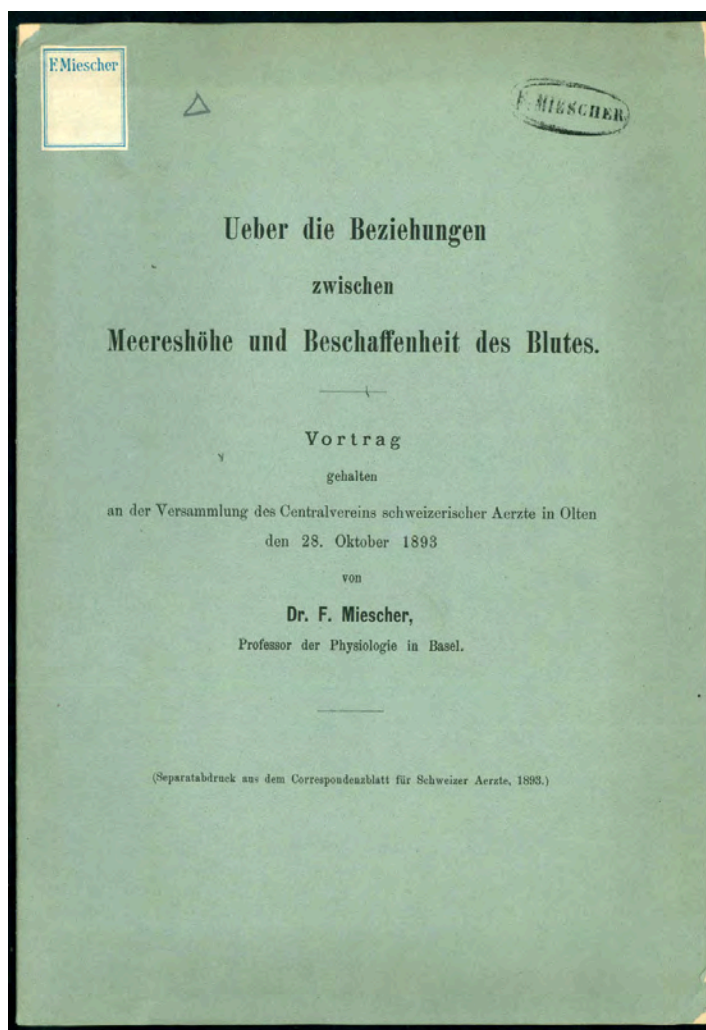 F. Miescher
F. MIESCHER
Ueber die Beziehungen
zwischen
Meereshöhe und Beschaffenheit des Blutes.
Vortrag
gehalten
an der Versammlung des Centralvereins schweizerischer Aerzte in Olten
den 28. Oktober 1893
von
Dr. F. Miescher,
Professor der Physiologie in Basel.
(Separatabdruck aus dem Correspondenzblatt für Schweizer Aerzte, 1893.)